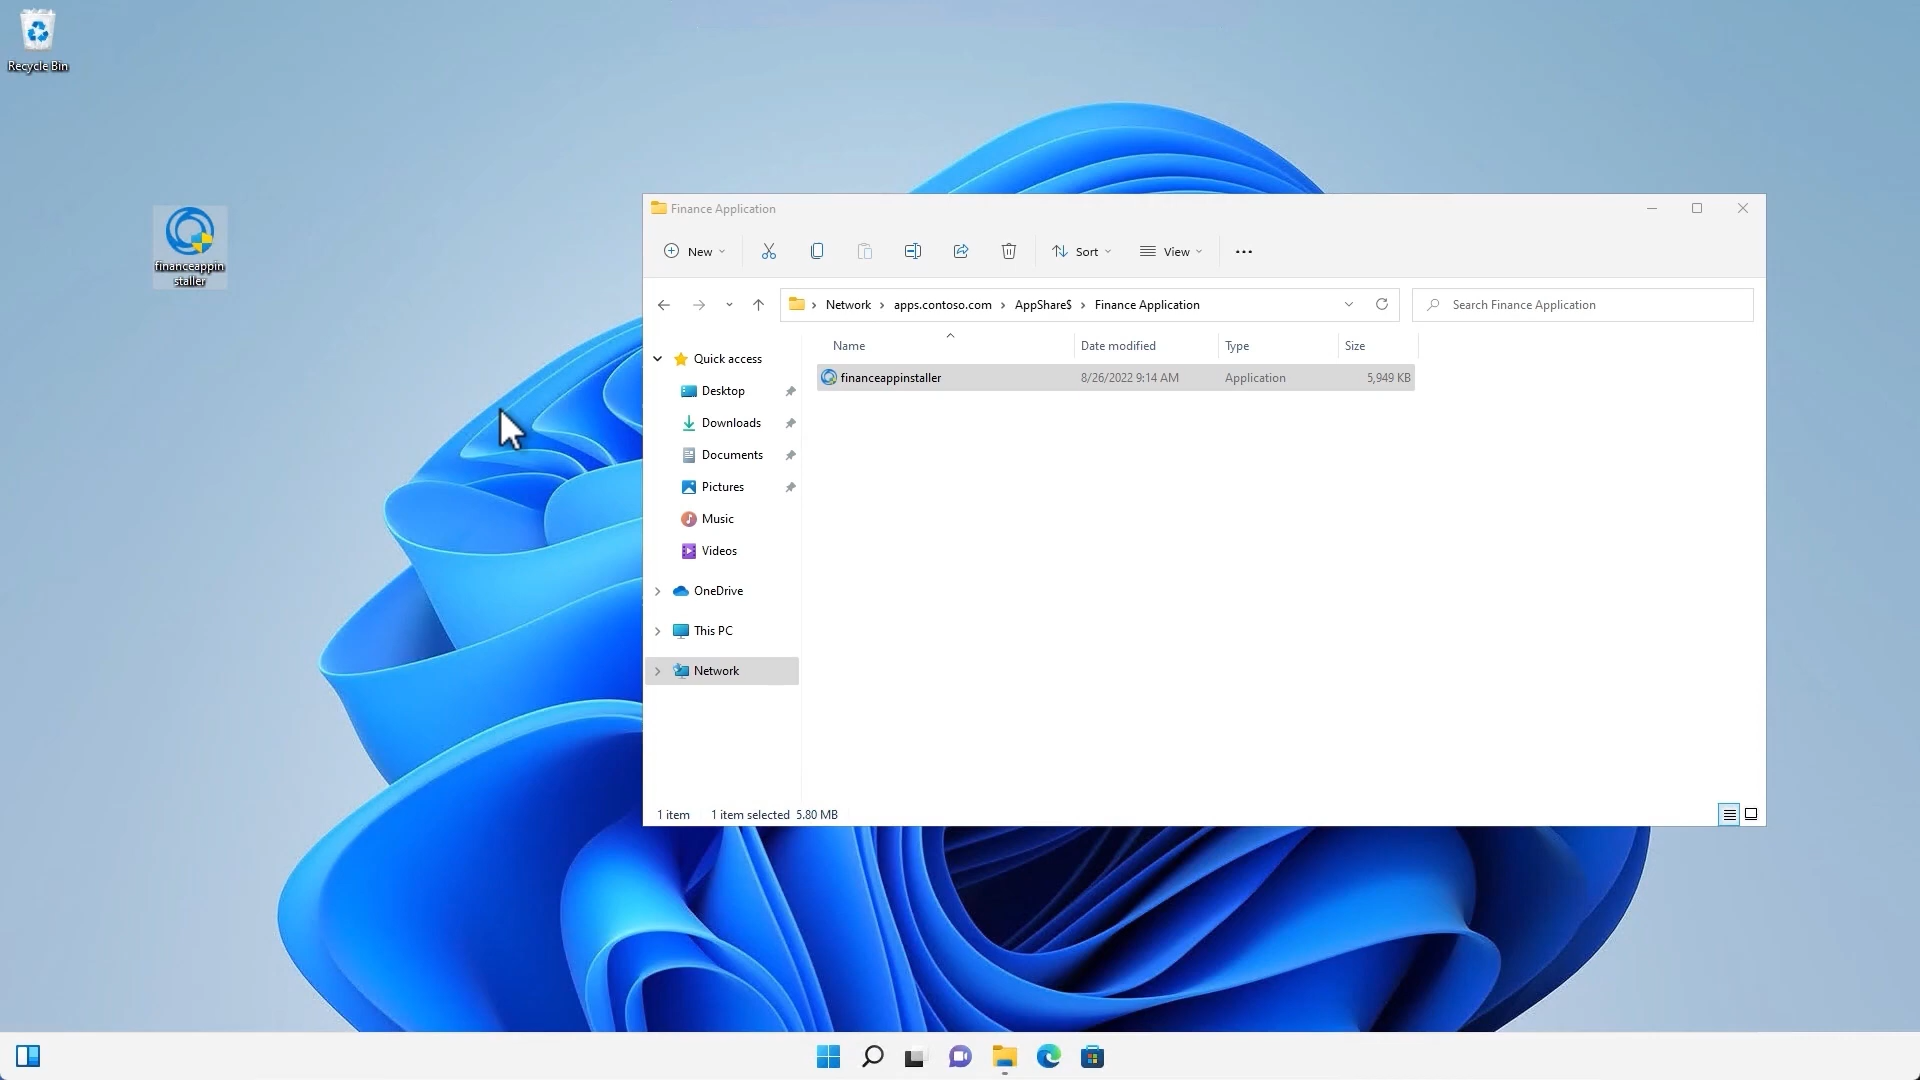 Recycle Bin
financeappin
staller
Finance Application
New
Sort
View
Network
apps.contoso.com
AppShare$
Finance Application
Search Finance Application
Name
Date modified
Type
Size
Quick access
financeappinstaller
8/26/2022 9:14 AM
Application
5,949 KB
Desktop
Downloads
Documents
Pictures
Music
Videos
OneDrive
This PC
Network
1 item
1 item selected 5.80 MB